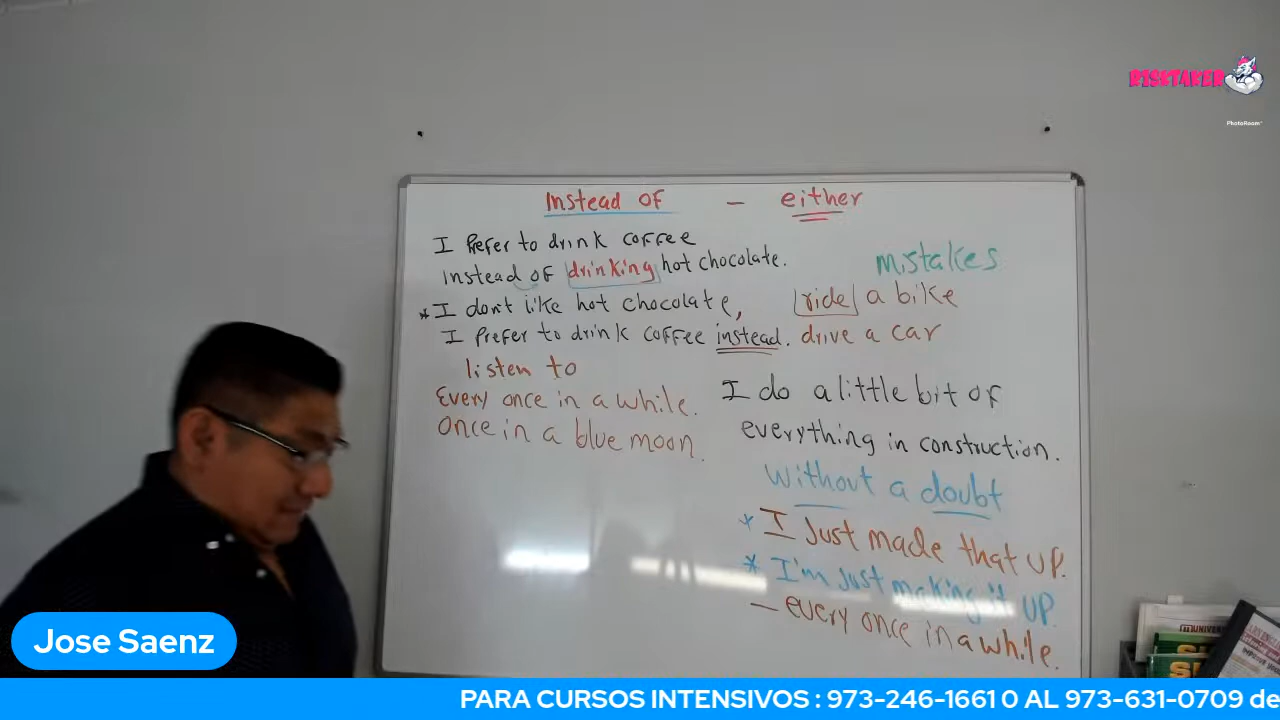 RISKTAKER
PhotoRoom
Instead of - either
I Prefer to drink coffee
instead of drinking hot chocolate.
* I don't like hot chocolate,
I Prefer to drink coffee instead.
listen to
Every once in a while.
Once in a blue moon.
mistakes
ride a bike
drive a car
I do a little bit of
everything in construction.
without a doubt
* I Just made that UP.
* I'm Just making it UP.
- every once in a while.
UNIVER
Jose Saenz
PARA CURSOS INTENSIVOS : 973-246-1661 O AL 973-631-0709 de